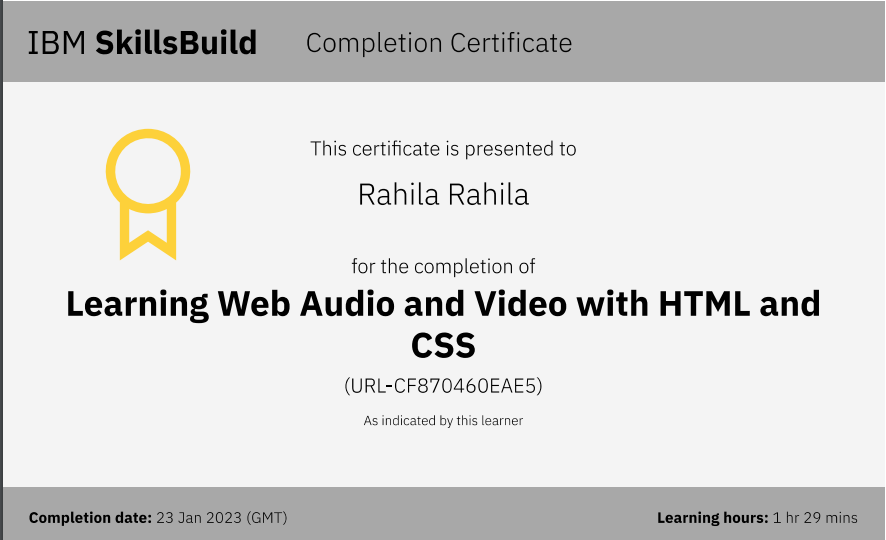 IBM SkillsBuild Completion Certificate
This certificate is presented to
Rahila Rahila
for the completion of
Learning Web Audio and Video with HTML and
CSS
(URL-CF870460EAE5)
As indicated by this learner
Completion date: 23 Jan 2023 (GMT) Learning hours: 1 hr 29 mins